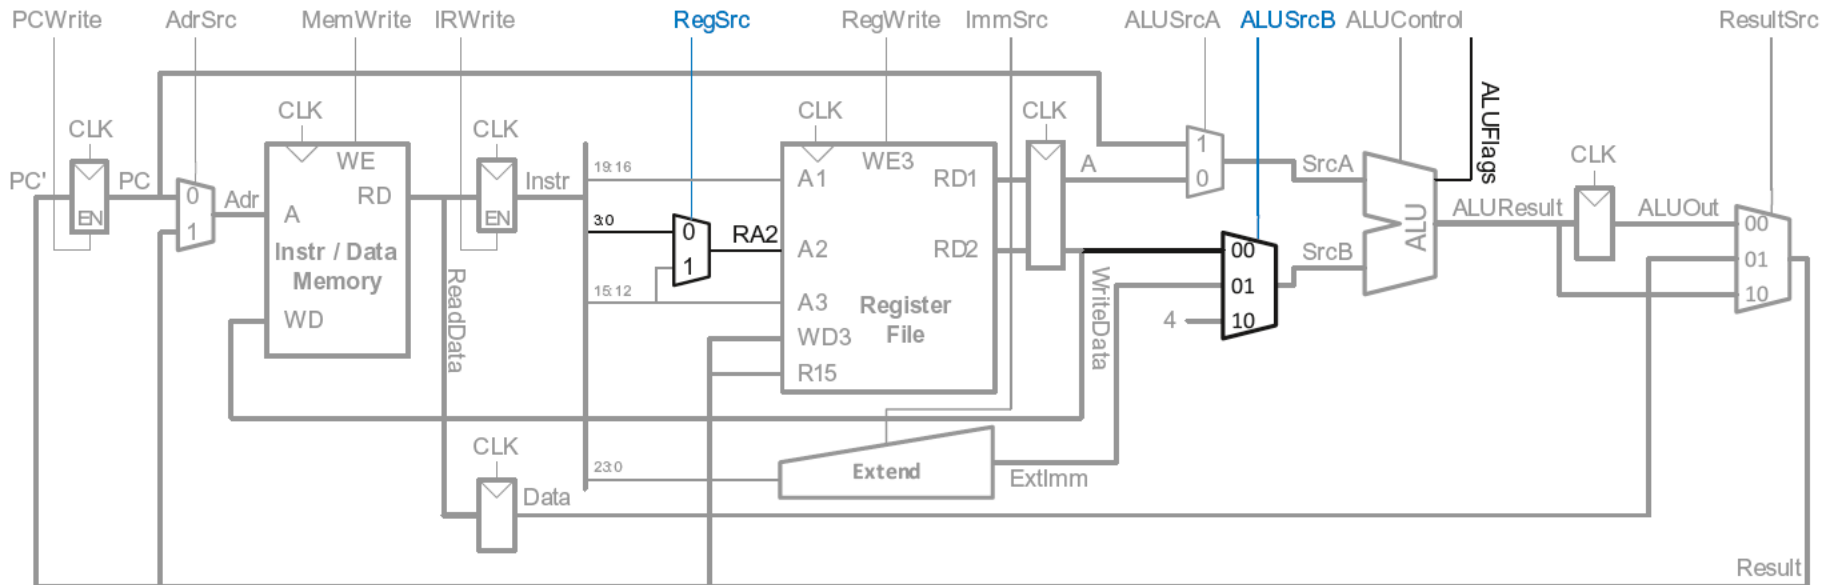 PCWrite AdrSrc MemWrite IRWrite RegSrc RegWrite ImmSrc ALUSrcA ALUSrcB ALUControl ResultSrc
ALUFlags
CLK CLK CLK CLK CLK CLK
PC' EN PC
0
1
Adr
WE
RD
A
Instr / Data
Memory
WD
ReadData
EN
Instr
19:16
3:0
15:12
23:0
0
1
RA2
WE3
A1 RD1
A2 RD2
A3
Register
File
WD3
R15
A
WriteData
1
0
SrcA
00
01
10
4
SrcB
ALU
ALUResult
CLK
ALUOut
00
01
10
CLK
Data
Extend
ExtImm
Result